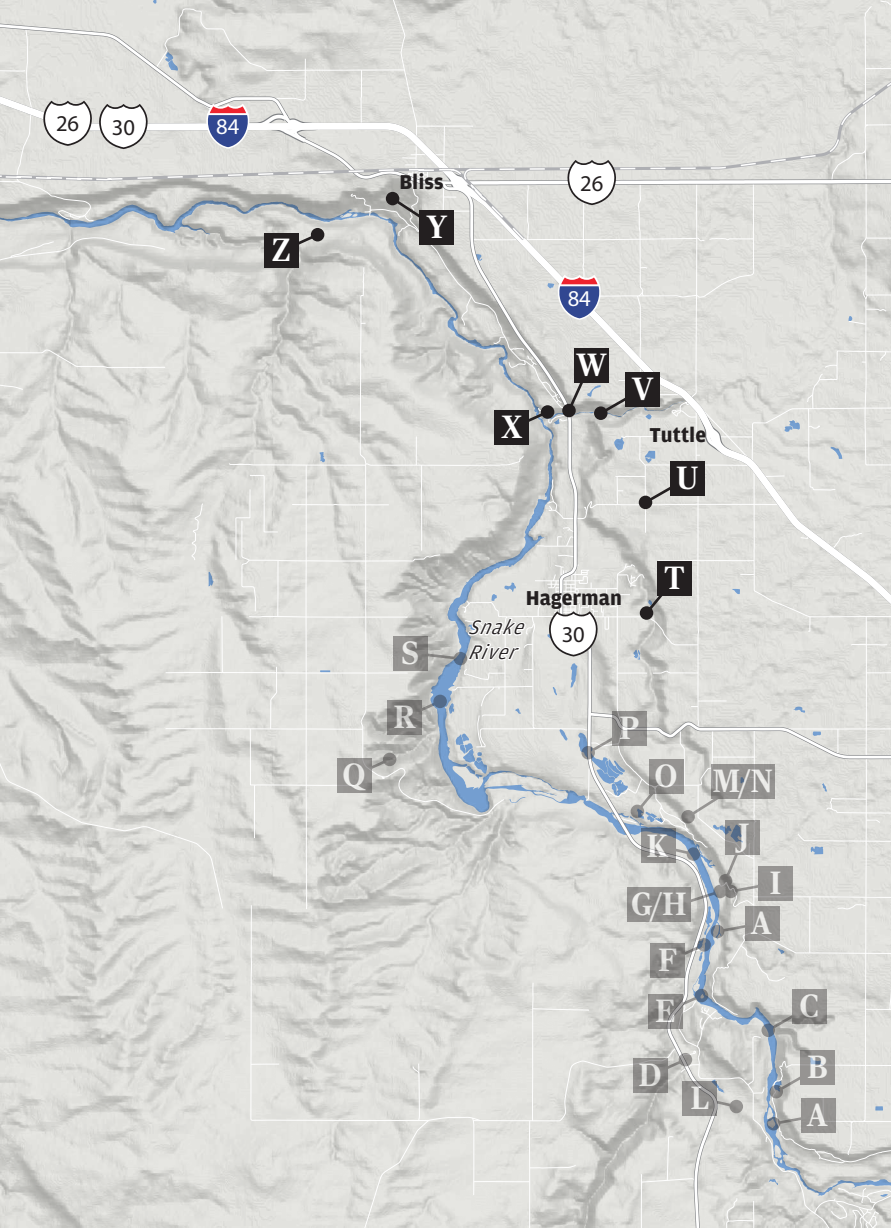 26
30
84
Bliss
26
Y
Z
84
W
V
X
Tuttle
U
T
Hagerman
30
Snake
River
S
R
P
Q
O
M/N
J
K
I
G/H
A
F
C
E
B
D
L
A